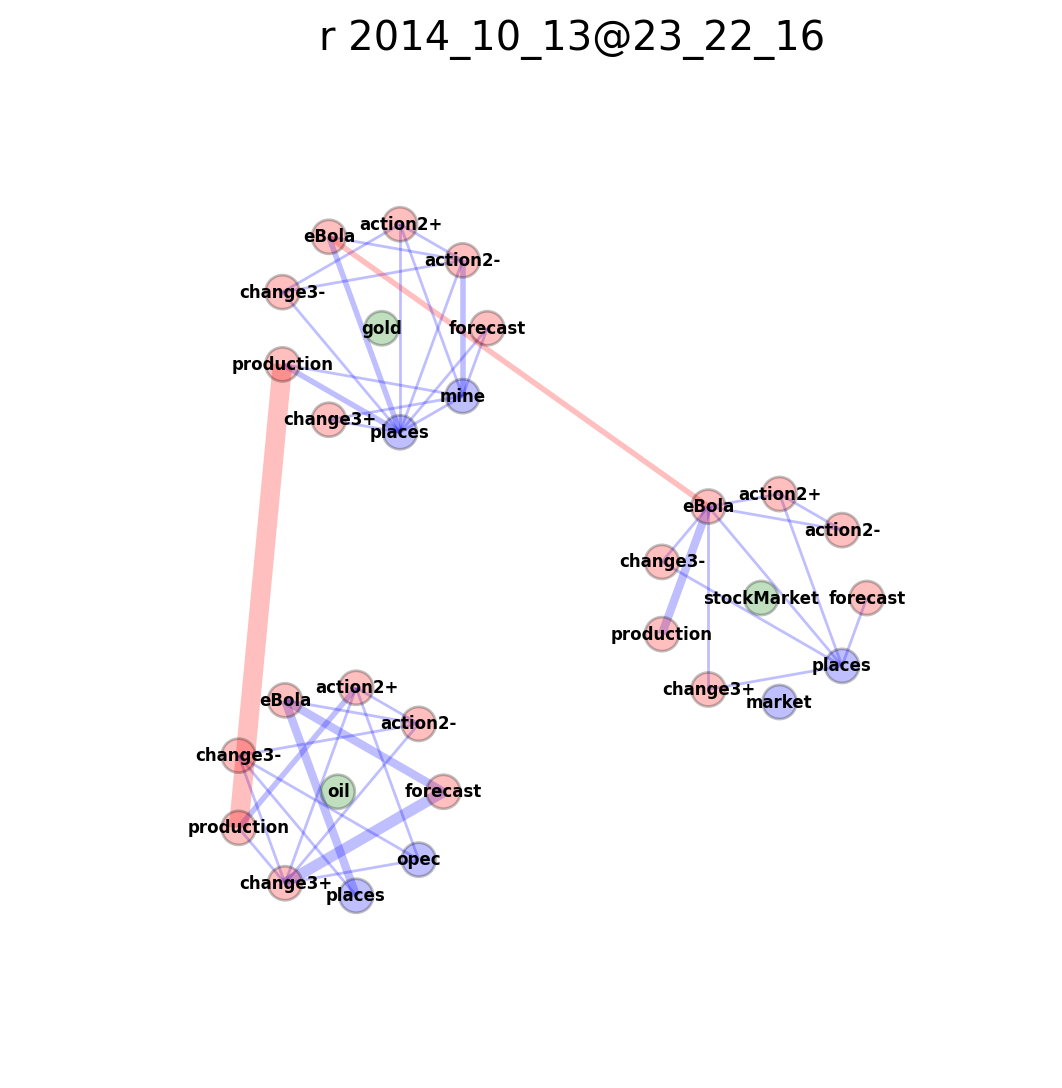 r 2014_10_13@23_22_16
action2+
eBola
action2-
change3-
gold
forecast
production
mine
change3+
places
action2+
eBola
action2-
change3-
stockMarket
forecast
production
places
change3+
market
action2+
eBola
action2-
change3-
oil
forecast
production
opec
change3+
places